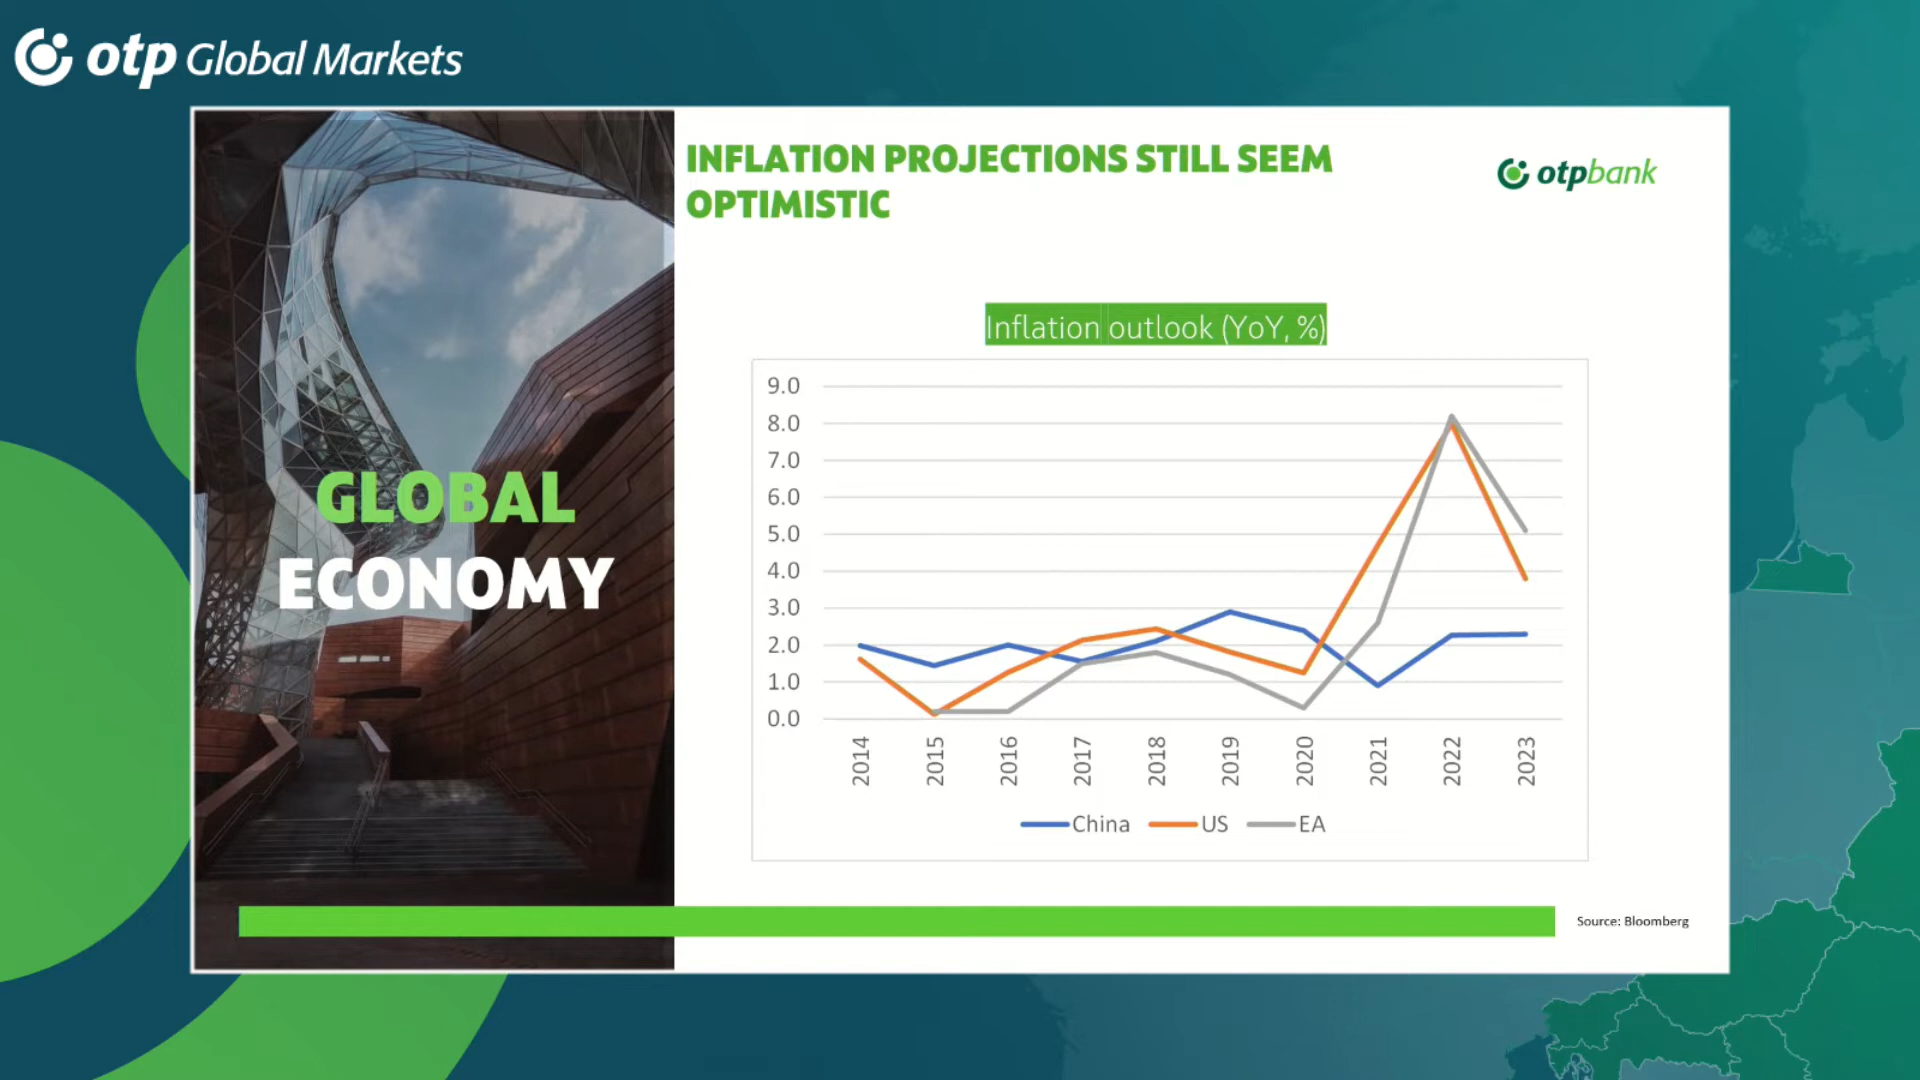 otp Global Markets
INFLATION PROJECTIONS STILL SEEM
OPTIMISTIC
otpbank
GLOBAL
ECONOMY
Inflation outlook (YoY, %)
9.0
8.0
7.0
6.0
5.0
4.0
3.0
2.0
1.0
0.0
2014 2015 2016 2017 2018 2019 2020 2021 2022 2023
China US EA
Source: Bloomberg